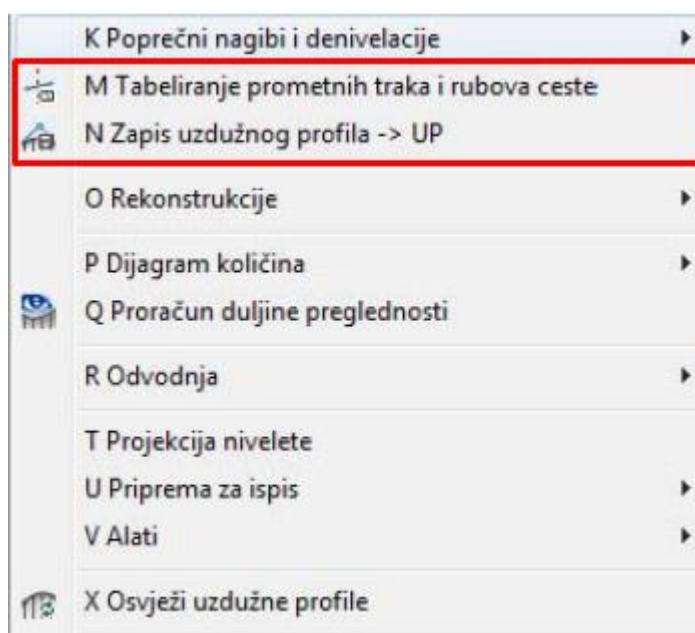 K Poprečni nagibi i denivelacije
M Tabeliranje prometnih traka i rubova ceste
N Zapis uzdužnog profila -> UP
O Rekonstrukcije
P Dijagram količina
Q Proračun duljine preglednosti
R Odvodnja
T Projekcija nivelete
U Priprema za ispis
V Alati
X Osvježi uzdužne profile